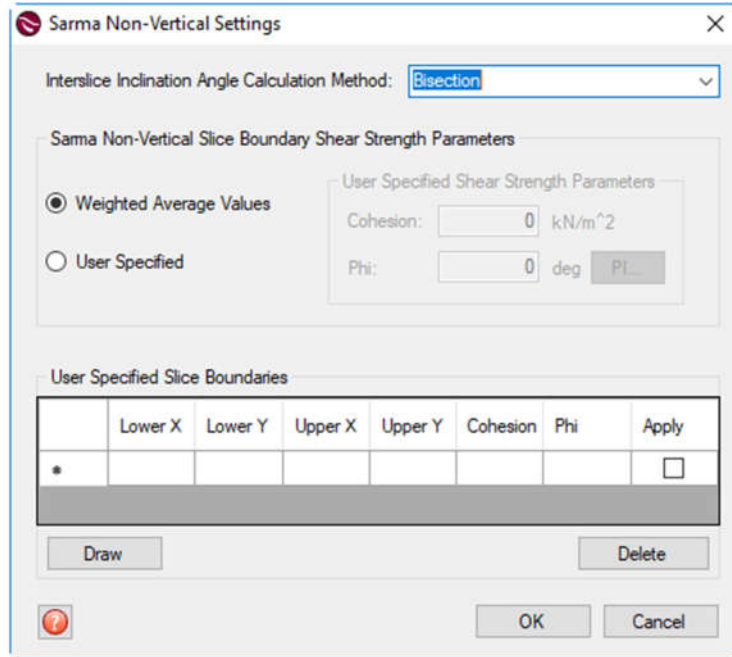 Sarma Non-Vertical Settings
Interslice Inclination Angle Calculation Method: Bisection
Sarma Non-Vertical Slice Boundary Shear Strength Parameters
User Specified Shear Strength Parameters
Weighted Average Values
Cohesion: 0 kN/m^2
User Specified
Phi: 0 deg PI...
User Specified Slice Boundaries
Lower X Lower Y Upper X Upper Y Cohesion Phi Apply
*
Draw Delete
? OK Cancel